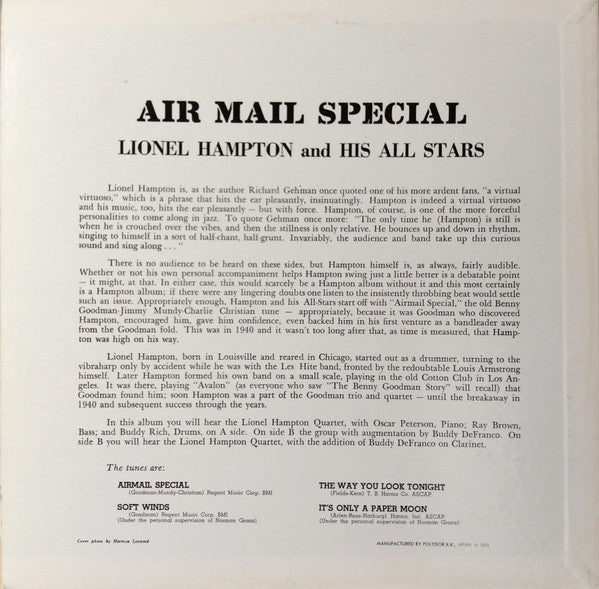 AIR MAIL SPECIAL
LIONEL HAMPTON and HIS ALL STARS
Lionel Hampton is, as the author Richard Gehman once quoted one of his more ardent fans, "a virtual
virtuoso," which is a phrase that hits the ear pleasantly, insinuatingly. Hampton is indeed a virtual virtuoso
and his music, too, hits the ear pleasantly — but with force. Hampton, of course, is one of the more forceful
personalities to come along in jazz. To quote Gehman once more: "The only time he (Hampton) is still is
when he is crouched over the vibes, and then the stillness is only relative. He bounces up and down in rhythm,
singing to himself in a sort of half-chant, half-grunt. Invariably, the audience and band take up this curious
sound and sing along . . . "
There is no audience to be heard on these sides, but Hampton himself is, as always, fairly audible.
Whether or not his own personal accompaniment helps Hampton swing just a little better is a debatable point
— it might, at that. In either case, this would scarcely be a Hampton album without it and this most certainly
is a Hampton album; if there were any lingering doubts one listen to the insistently throbbing beat would settle
such an issue. Appropriately enough, Hampton and his All-Stars start off with "Airmail Special," the old Benny
Goodman-Jimmy Mundy-Charlie Christian tune — appropriately, because it was Goodman who discovered
Hampton, encouraged him, gave him confidence, even backed him in his first venture as a bandleader away
from the Goodman fold. This was in 1940 and it wasn't too long after that, as time is measured, that Hamp-
ton was high on his way.
Lionel Hampton, born in Louisville and reared in Chicago, started out as a drummer, turning to the
vibraharp only by accident while he was with the Les Hite band, fronted by the redoubtable Louis Armstrong
himself. Later Hampton formed his own band on a small scale, playing in the old Cotton Club in Los An-
geles. It was there, playing "Avalon" (as everyone who saw "The Benny Goodman Story" will recall) that
Goodman found him; soon Hampton was a part of the Goodman trio and quartet — until the breakaway in
1940 and subsequent success through the years.
In this album you will hear the Lionel Hampton Quartet, with Oscar Peterson, Piano; Ray Brown,
Bass; and Buddy Rich, Drums, on A side. On side B the group with augmentation by Buddy DeFranco. On
side B you will hear the Lionel Hampton Quartet, with the addition of Buddy DeFranco on Clarinet.
The tunes are:
AIRMAIL SPECIAL
(Goodman-Mundy-Christian) Regent Music Corp. BMI
SOFT WINDS
(Goodman) Regent Music Corp. BMI
(Under the personal supervision of Norman Granz)
THE WAY YOU LOOK TONIGHT
(Fields-Kern) T. B. Harms Co. ASCAP
IT'S ONLY A PAPER MOON
(Arlen-Rose-Harburg) Harms, Inc. ASCAP
(Under the personal supervision of Norman Granz)
Cover photo by Herman Leonard
MANUFACTURED BY POLYDOR K.K., JAPAN